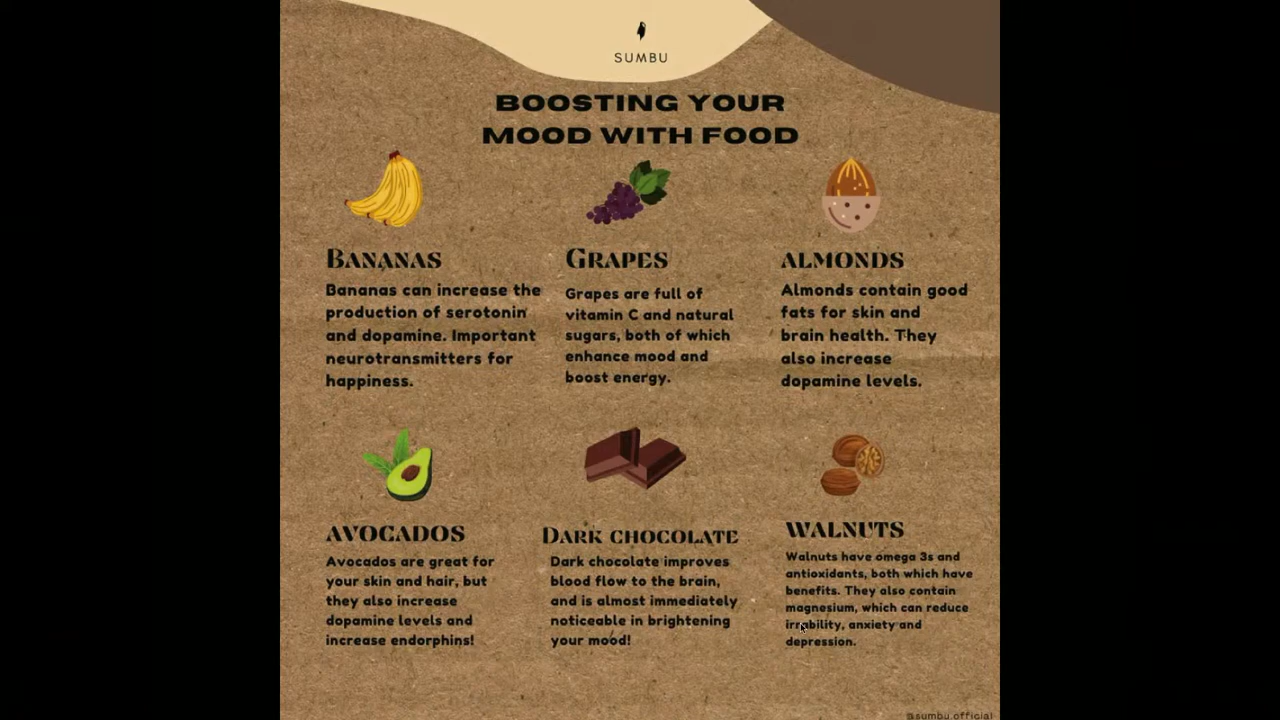 SUMBU
BOOSTING YOUR
MOOD WITH FOOD
BANANAS
Bananas can increase the
production of serotonin
and dopamine. Important
neurotransmitters for
happiness.
GRAPES
Grapes are full of
vitamin C and natural
sugars, both of which
enhance mood and
boost energy.
ALMONDS
Almonds contain good
fats for skin and
brain health. They
also increase
dopamine levels.
AVOCADOS
Avocados are great for
your skin and hair, but
they also increase
dopamine levels and
increase endorphins!
DARK CHOCOLATE
Dark chocolate improves
blood flow to the brain,
and is almost immediately
noticeable in brightening
your mood!
WALNUTS
Walnuts have omega 3s and
antioxidants, both which have
benefits. They also contain
magnesium, which can reduce
anxiety and
depression.
@sumbu.official